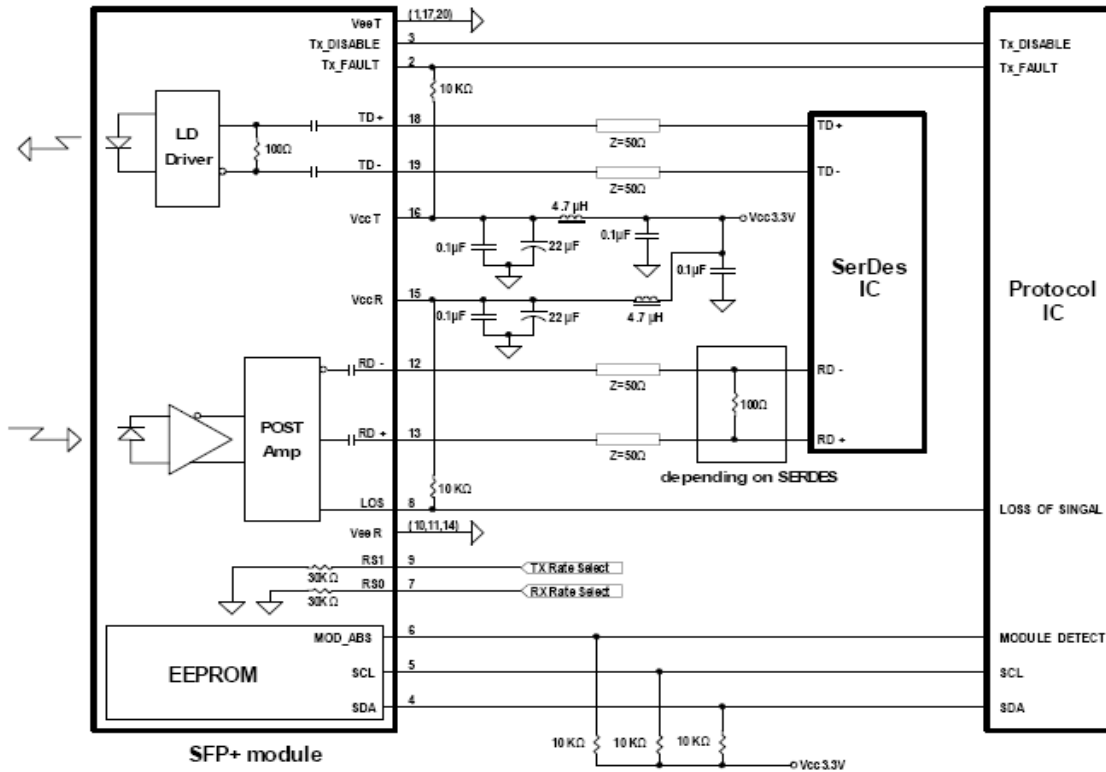 VeeT
(1,17,20)
Tx_DISABLE
3
Tx_DISABLE
Tx_FAULT
2
Tx_FAULT
10 KΩ
LD
Driver
100Ω
TD+
18
Z=50Ω
TD+
TD-
19
Z=50Ω
TD-
VccT
16
4.7 μH
Vcc3.3V
0.1μF
22 μF
0.1μF
0.1μF
SerDes
IC
Protocol
IC
VccR
15
0.1μF
22 μF
4.7 μH
RD -
12
Z=50Ω
RD -
100Ω
POST
Amp
RD +
13
Z=50Ω
RD+
depending on SERDES
10 KΩ
LOS
8
LOSS OF SINGAL
VeeR
(10,11,14)
RS1
9
TX Rate Select
30KΩ
RS0
7
RX Rate Select
30KΩ
MOD_ABS
6
MODULE DETECT
EEPROM
SCL
5
SCL
SDA
4
SDA
10 KΩ
10 KΩ
10 KΩ
Vcc3.3V
SFP+ module